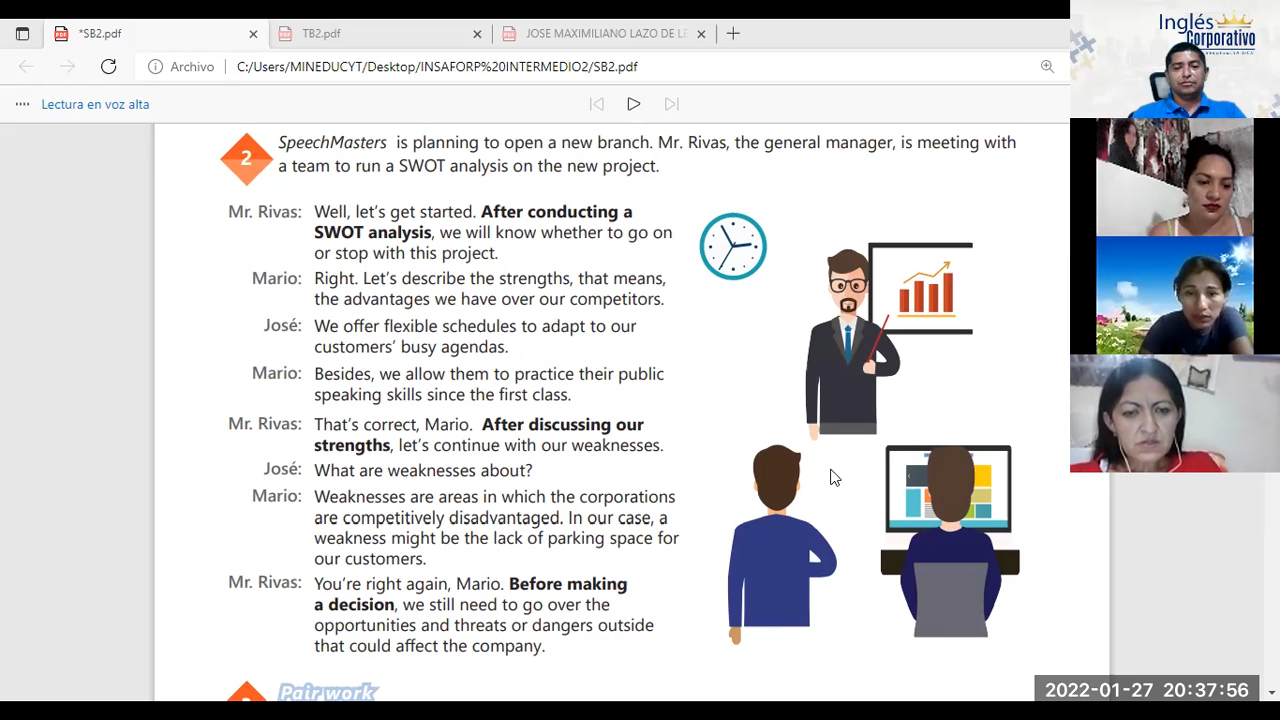 *SB2.pdf
TB2.pdf
JOSE MAXIMILIANO LAZO DE LE
Archivo
C:/Users/MINEDUCYT/Desktop/INSAFORP%20INTERMEDIO2/SB2.pdf
Lectura en voz alta
Inglés
Corporativo
2
SpeechMasters is planning to open a new branch. Mr. Rivas, the general manager, is meeting with
a team to run a SWOT analysis on the new project.
Mr. Rivas: Well, let's get started. After conducting a
SWOT analysis, we will know whether to go on
or stop with this project.
Mario: Right. Let's describe the strengths, that means,
the advantages we have over our competitors.
José: We offer flexible schedules to adapt to our
customers' busy agendas.
Mario: Besides, we allow them to practice their public
speaking skills since the first class.
Mr. Rivas: That's correct, Mario. After discussing our
strengths, let's continue with our weaknesses.
José: What are weaknesses about?
Mario: Weaknesses are areas in which the corporations
are competitively disadvantaged. In our case, a
weakness might be the lack of parking space for
our customers.
Mr. Rivas: You're right again, Mario. Before making
a decision, we still need to go over the
opportunities and threats or dangers outside
that could affect the company.
Pair work
2022-01-27 20:37:56